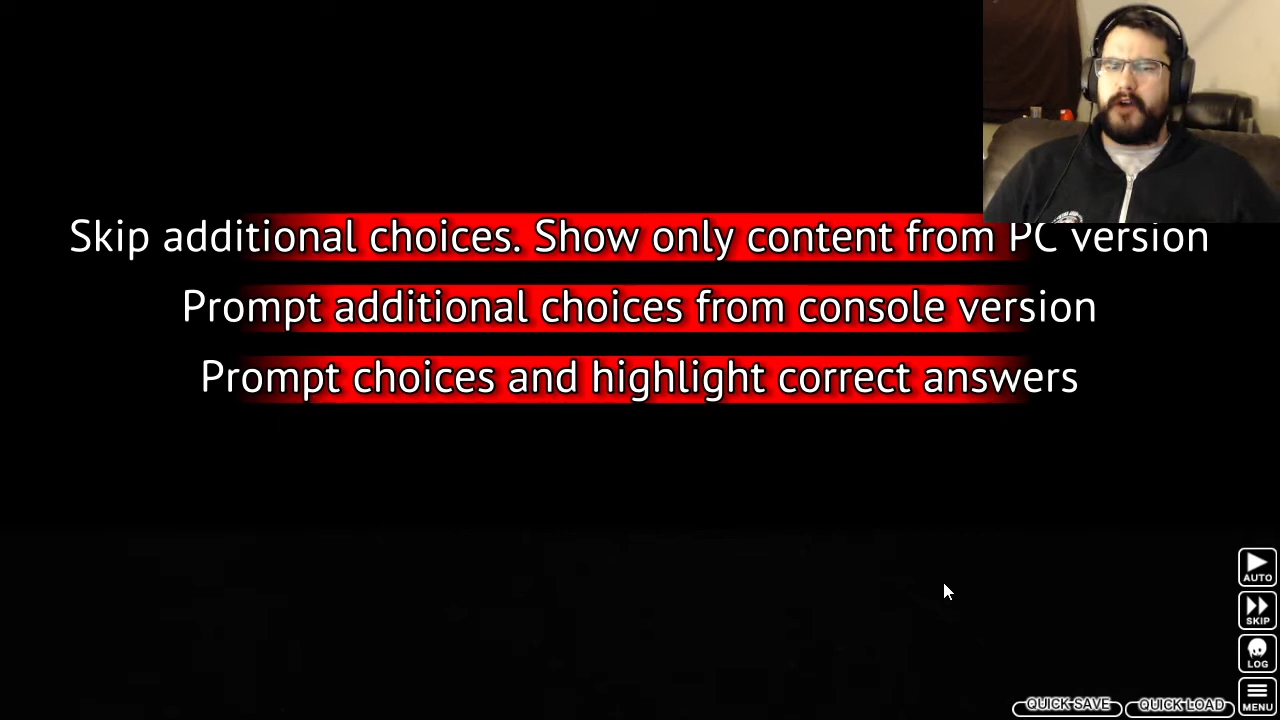 Skip additional choices. Show only content from PC version
Prompt additional choices from console version
Prompt choices and highlight correct answers
AUTO
SKIP
LOG
MENU
QUICK SAVE
QUICK LOAD